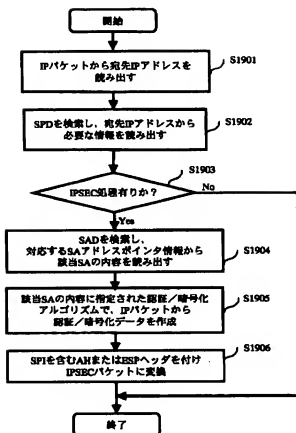 開始
IPパケットから宛先IPアドレスを
読み出す
S1901
SPDを検索し、宛先IPアドレスから
必要な情報を読み出す
S1902
IPSEC処理有りか？
S1903
No
Yes
SADを検索し、
対応するSAアドレスポインタ情報から
該当SAの内容を読み出す
S1904
該当SAの内容に指定された認証／暗号化
アルゴリズムで、IPパケットから
認証／暗号化データを作成
S1905
SPIを含むAHまたはESPヘッダを付け
IPSECパケットに変換
S1906
終了